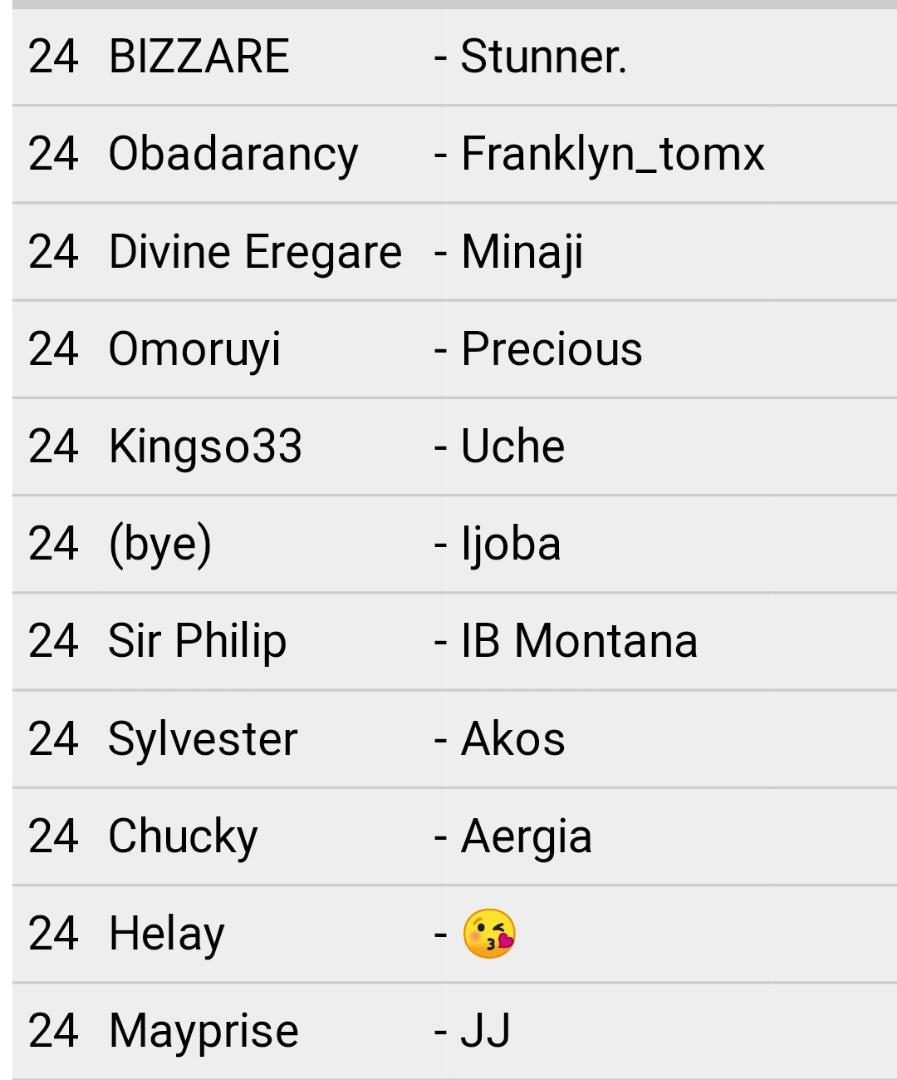 24 BIZZARE - Stunner.
24 Obadarancy - Franklyn_tomx
24 Divine Eregare - Minaji
24 Omoruyi - Precious
24 Kingso33 - Uche
24 (bye) - Ijoba
24 Sir Philip - IB Montana
24 Sylvester - Akos
24 Chucky - Aergia
24 Helay - 😘
24 Mayprise - JJ